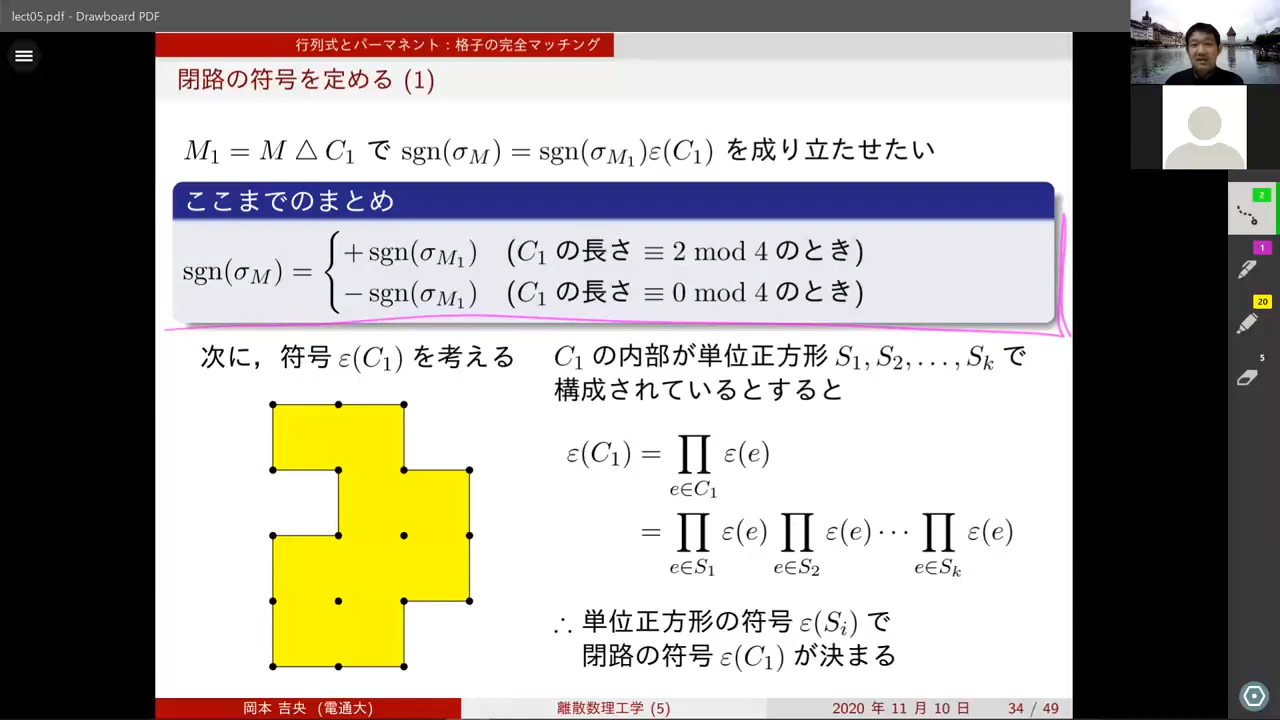 lect05.pdf - Drawboard PDF
行列式とパーマネント：格子の完全マッチング
閉路の符号を定める (1)
M₁ = M △ C₁ で sgn(σ_M) = sgn(σ_{M₁})ε(C₁) を成り立たせたい
ここまでのまとめ
sgn(σ_M) = { + sgn(σ_{M₁}) (C₁ の長さ ≡ 2 mod 4 のとき)
− sgn(σ_{M₁}) (C₁ の長さ ≡ 0 mod 4 のとき)
次に，符号 ε(C₁) を考える
C₁ の内部が単位正方形 S₁, S₂, . . . , S_k で
構成されているとすると
ε(C₁) = ∏_{e∈C₁} ε(e)
= ∏_{e∈S₁} ε(e) ∏_{e∈S₂} ε(e) ··· ∏_{e∈S_k} ε(e)
∴ 単位正方形の符号 ε(S_i) で
閉路の符号 ε(C₁) が決まる
岡本 吉央 (電通大)
離散数理工学 (5)
2020 年 11 月 10 日
34 / 49
2
1
20
5